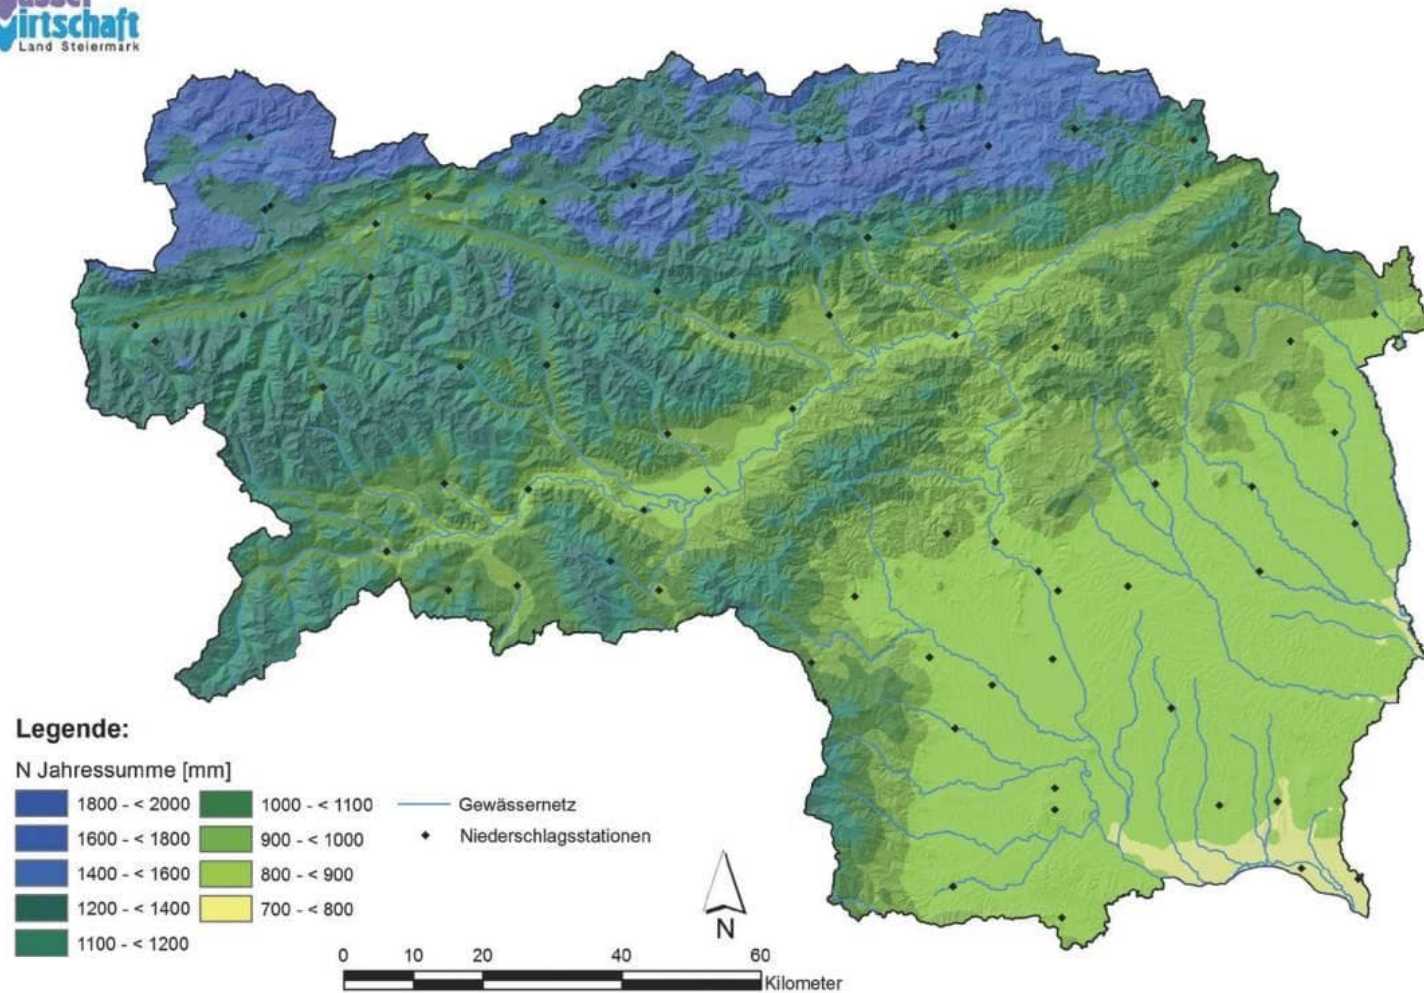 irtschaft
Land Steiermark
Legende:
N Jahressumme [mm]
1800 - < 2000
1600 - < 1800
1400 - < 1600
1200 - < 1400
1100 - < 1200
1000 - < 1100
900 - < 1000
800 - < 900
700 - < 800
Gewässernetz
Niederschlagsstationen
N
0 10 20 40 60
Kilometer